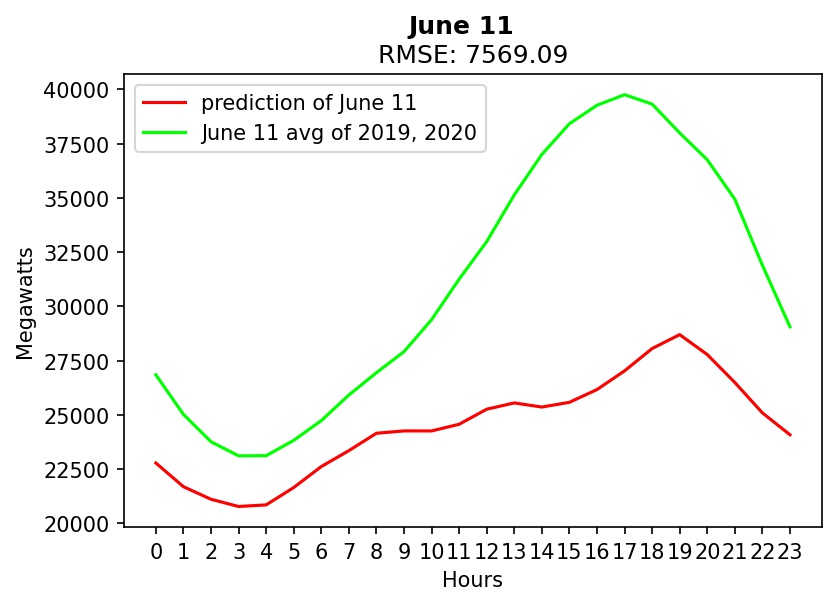 June 11
RMSE: 7569.09
prediction of June 11
June 11 avg of 2019, 2020
40000
37500
35000
32500
30000
27500
25000
22500
20000
Megawatts
0 1 2 3 4 5 6 7 8 9 10 11 12 13 14 15 16 17 18 19 20 21 22 23
Hours